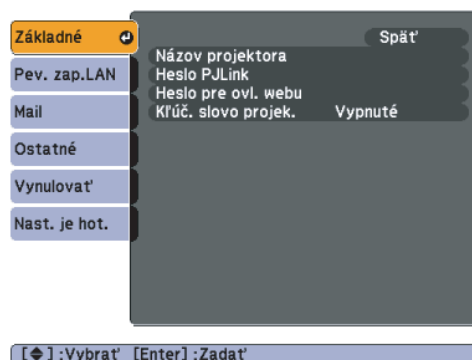 Základné
Pev. zap.LAN
Mail
Ostatné
Vynulovať
Nast. je hot.
Späť
Názov projektora
Heslo PJLink
Heslo pre ovl. webu
Kľúč. slovo projek. Vypnuté
[◆] :Vybrať [Enter] :Zadať